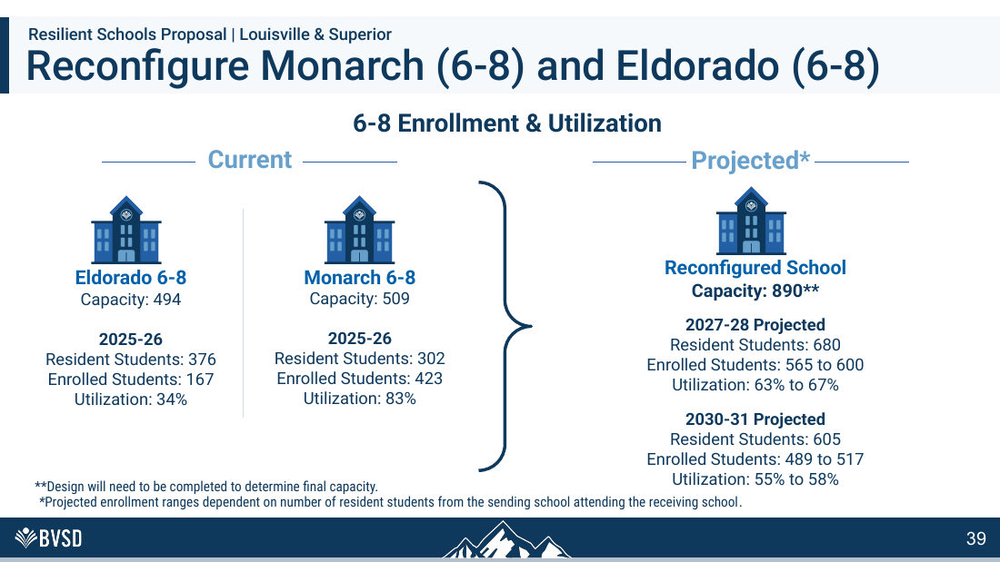 Resilient Schools Proposal | Louisville & Superior
Reconfigure Monarch (6-8) and Eldorado (6-8)
6-8 Enrollment & Utilization
Current
Eldorado 6-8
Capacity: 494
2025-26
Resident Students: 376
Enrolled Students: 167
Utilization: 34%
Monarch 6-8
Capacity: 509
2025-26
Resident Students: 302
Enrolled Students: 423
Utilization: 83%
Projected*
Reconfigured School
Capacity: 890**
2027-28 Projected
Resident Students: 680
Enrolled Students: 565 to 600
Utilization: 63% to 67%
2030-31 Projected
Resident Students: 605
Enrolled Students: 489 to 517
Utilization: 55% to 58%
**Design will need to be completed to determine final capacity.
*Projected enrollment ranges dependent on number of resident students from the sending school attending the receiving school.
BVSD
39